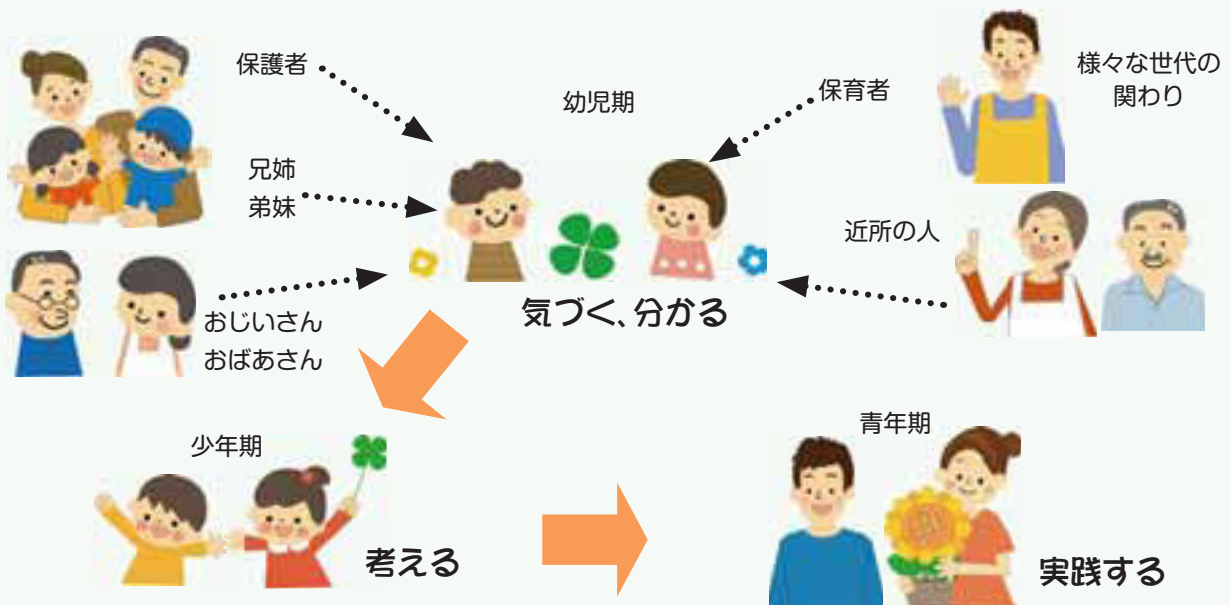 保護者
幼児期
保育者
様々な世代の
関わり
兄姉
弟妹
近所の人
気づく、分かる
おじいさん
おばあさん
少年期
青年期
考える
実践する